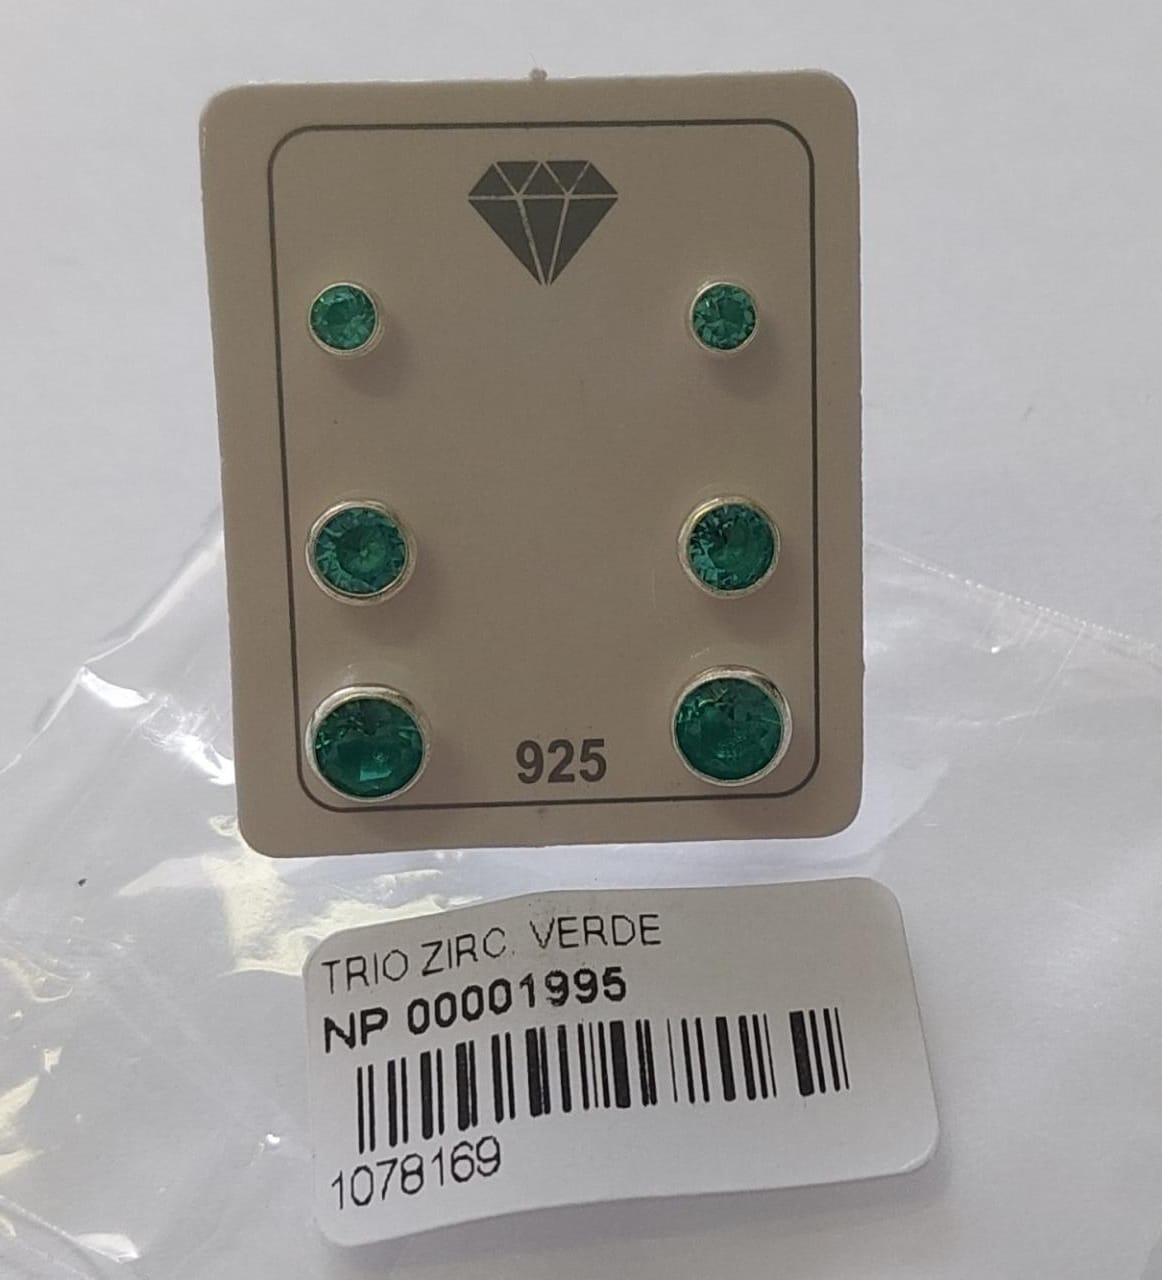 925
TRIO ZIRC. VERDE
NP 00001995
1078169